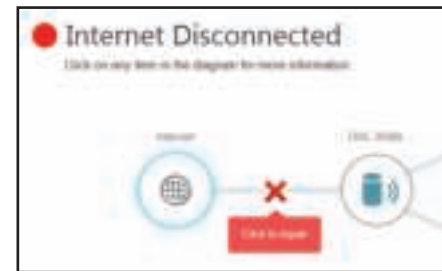 Internet Disconnected
Click on any item in the diagram for more information
Internet
Click to repair